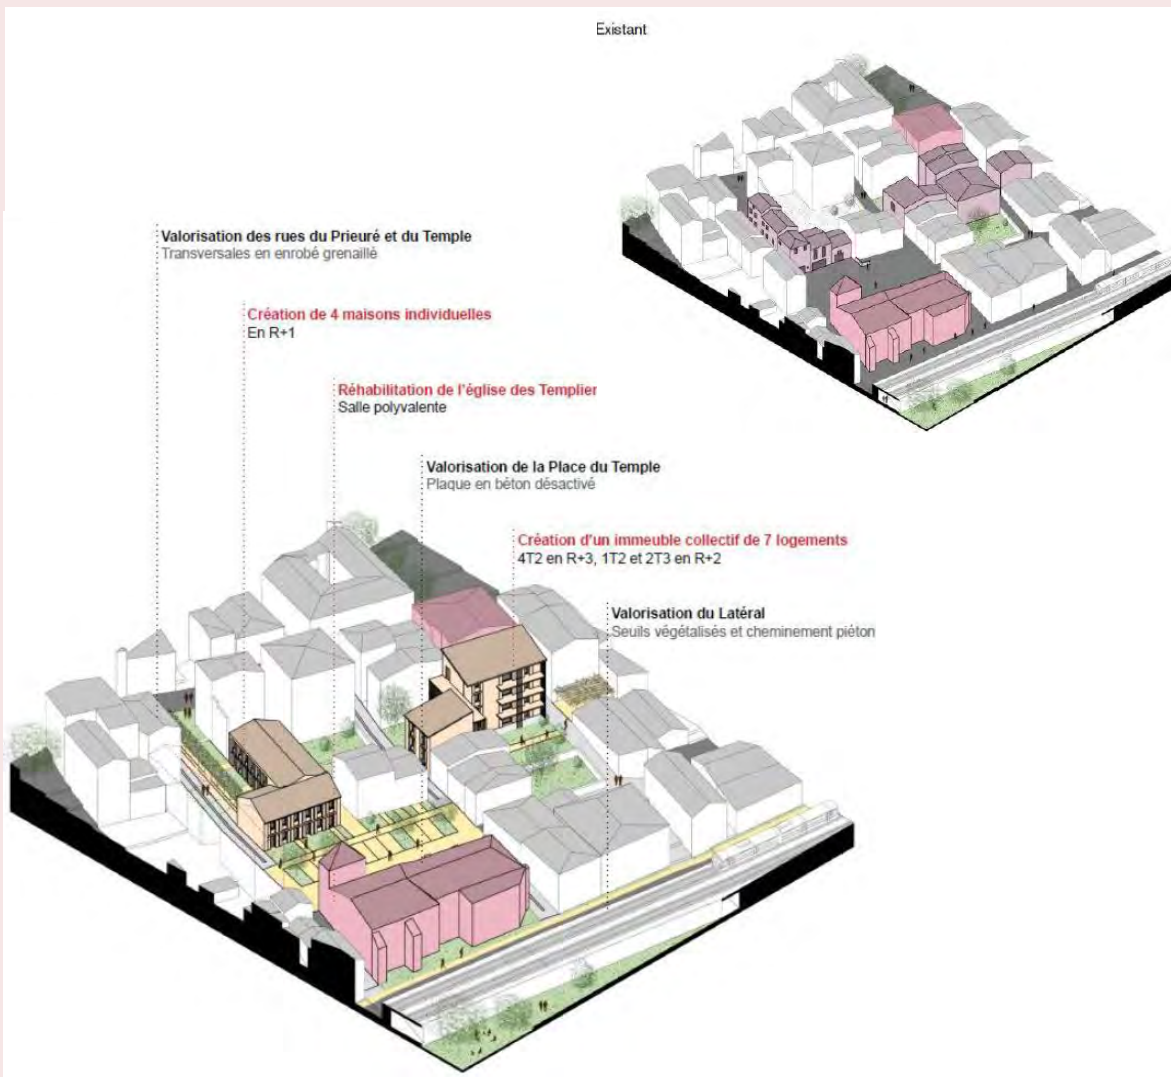 Existant
Valorisation des rues du Prieuré et du Temple
Transversales en enrobé grenaillé
Création de 4 maisons individuelles
En R+1
Réhabilitation de l'église des Templier
Salle polyvalente
Valorisation de la Place du Temple
Plaque en béton désactivé
Création d'un immeuble collectif de 7 logements
4T2 en R+3, 1T2 et 2T3 en R+2
Valorisation du Latéral
Seuils végétalisés et cheminement piéton